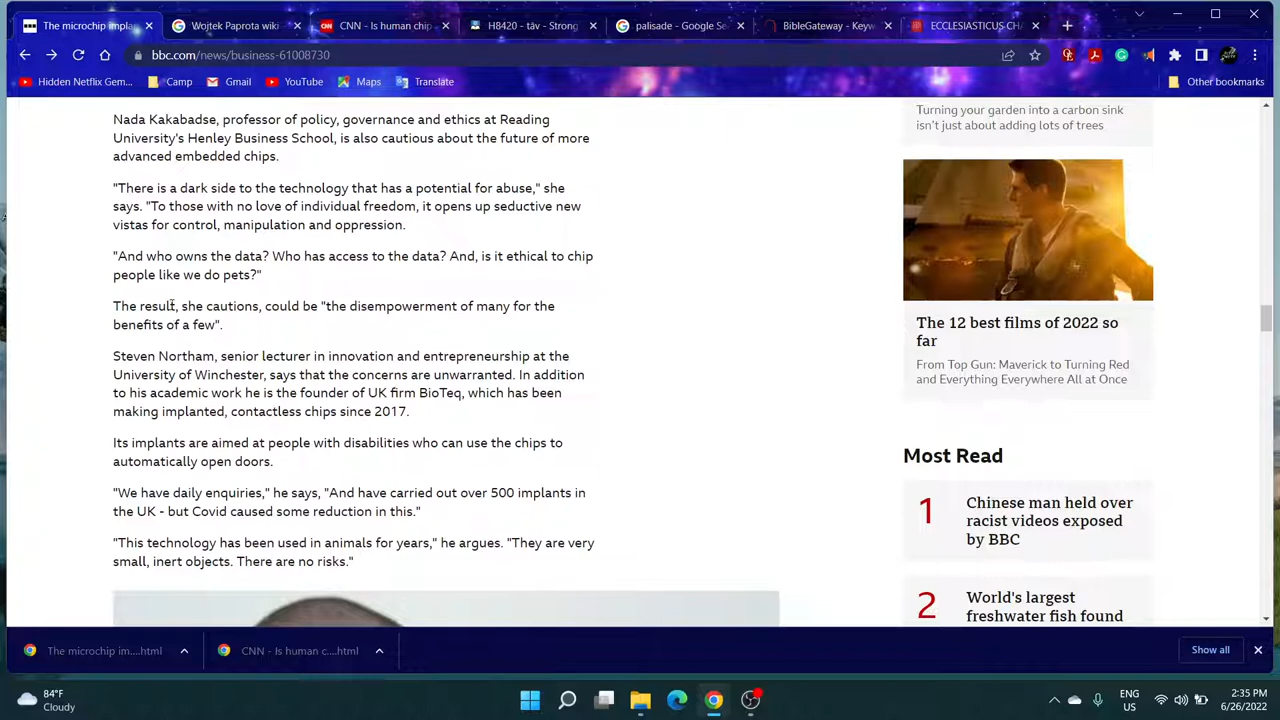 The microchip impla
Wojtek Paprota wiki
CNN - Is human chip
H8420 - tāv - Strong
palisade - Google Se
BibleGateway - Keyw
ECCLESIASTICUS CHA
bbc.com/news/business-61008730
Hidden Netflix Gem...
Camp
Gmail
YouTube
Maps
Translate
Other bookmarks
Nada Kakabadse, professor of policy, governance and ethics at Reading
University's Henley Business School, is also cautious about the future of more
advanced embedded chips.
"There is a dark side to the technology that has a potential for abuse," she
says. "To those with no love of individual freedom, it opens up seductive new
vistas for control, manipulation and oppression.
"And who owns the data? Who has access to the data? And, is it ethical to chip
people like we do pets?"
The result, she cautions, could be "the disempowerment of many for the
benefits of a few".
Steven Northam, senior lecturer in innovation and entrepreneurship at the
University of Winchester, says that the concerns are unwarranted. In addition
to his academic work he is the founder of UK firm BioTeq, which has been
making implanted, contactless chips since 2017.
Its implants are aimed at people with disabilities who can use the chips to
automatically open doors.
"We have daily enquiries," he says, "And have carried out over 500 implants in
the UK - but Covid caused some reduction in this."
"This technology has been used in animals for years," he argues. "They are very
small, inert objects. There are no risks."
Turning your garden into a carbon sink
isn't just about adding lots of trees
The 12 best films of 2022 so
far
From Top Gun: Maverick to Turning Red
and Everything Everywhere All at Once
Most Read
1
Chinese man held over
racist videos exposed
by BBC
2
World's largest
freshwater fish found
The microchip im....html
CNN - Is human c....html
Show all
84°F
Cloudy
ENG
US
2:35 PM
6/26/2022